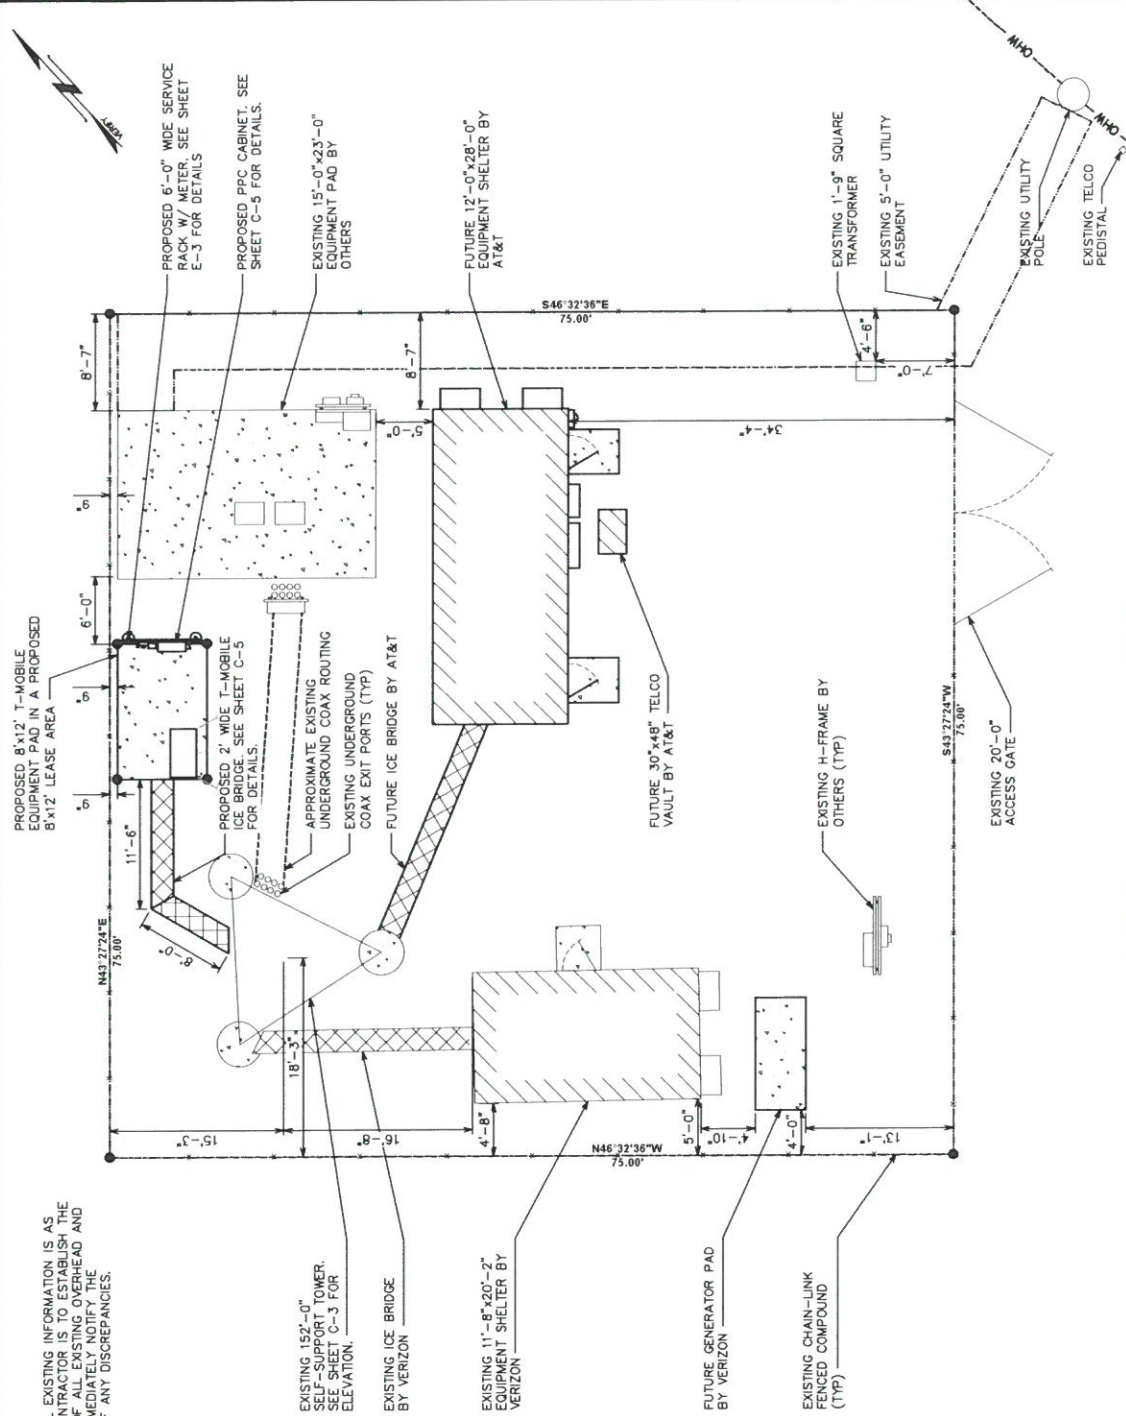 . EXISTING INFORMATION IS AS
NTRACTOR IS TO ESTABLISH THE
OF ALL EXISTING OVERHEAD AND
MEDIATELY NOTIFY THE
F ANY DISCREPANCIES.
PROPOSED 8'x12' T-MOBILE
EQUIPMENT PAD IN A PROPOSED
8'x12' LEASE AREA
VERIFY
PROPOSED 6'-0" WIDE SERVICE
RACK W/ METER. SEE SHEET
E-3 FOR DETAILS
PROPOSED PPC CABINET. SEE
SHEET C-5 FOR DETAILS.
EXISTING 15'-0"x23'-0"
EQUIPMENT PAD BY
OTHERS
FUTURE 12'-0"x28'-0"
EQUIPMENT SHELTER BY
AT&T
EXISTING 1'-9" SQUARE
TRANSFORMER
EXISTING 5'-0" UTILITY
EASEMENT
EXISTING UTILITY
POLE
EXISTING TELCO
PEDISTAL
OHW
OHW
N43°27'24"E
75.00'
S46°32'36"E
75.00'
S43°27'24"W
75.00'
N46°32'36"W
75.00'
11'-6"
8'-0"
9"
9"
9"
6'-0"
8'-7"
8'-7"
5'-0"
4'-6"
7'-0"
34'-4"
PROPOSED 2' WIDE T-MOBILE
ICE BRIDGE. SEE SHEET C-5
FOR DETAILS.
APPROXIMATE EXISTING
UNDERGROUND COAX ROUTING
EXISTING UNDERGROUND
COAX EXIT PORTS (TYP)
FUTURE ICE BRIDGE BY AT&T
FUTURE 30"x48" TELCO
VAULT BY AT&T
EXISTING H-FRAME BY
OTHERS (TYP)
EXISTING 20'-0"
ACCESS GATE
18'-3"
15'-3"
16'-8"
4'-8"
5'-0"
4'-10"
4'-0"
13'-1"
EXISTING 152'-0"
SELF-SUPPORT TOWER.
SEE SHEET C-3 FOR
ELEVATION.
EXISTING ICE BRIDGE
BY VERIZON
EXISTING 11'-8"x20'-2"
EQUIPMENT SHELTER BY
VERIZON
FUTURE GENERATOR PAD
BY VERIZON
EXISTING CHAIN-LINK
FENCED COMPOUND
(TYP)